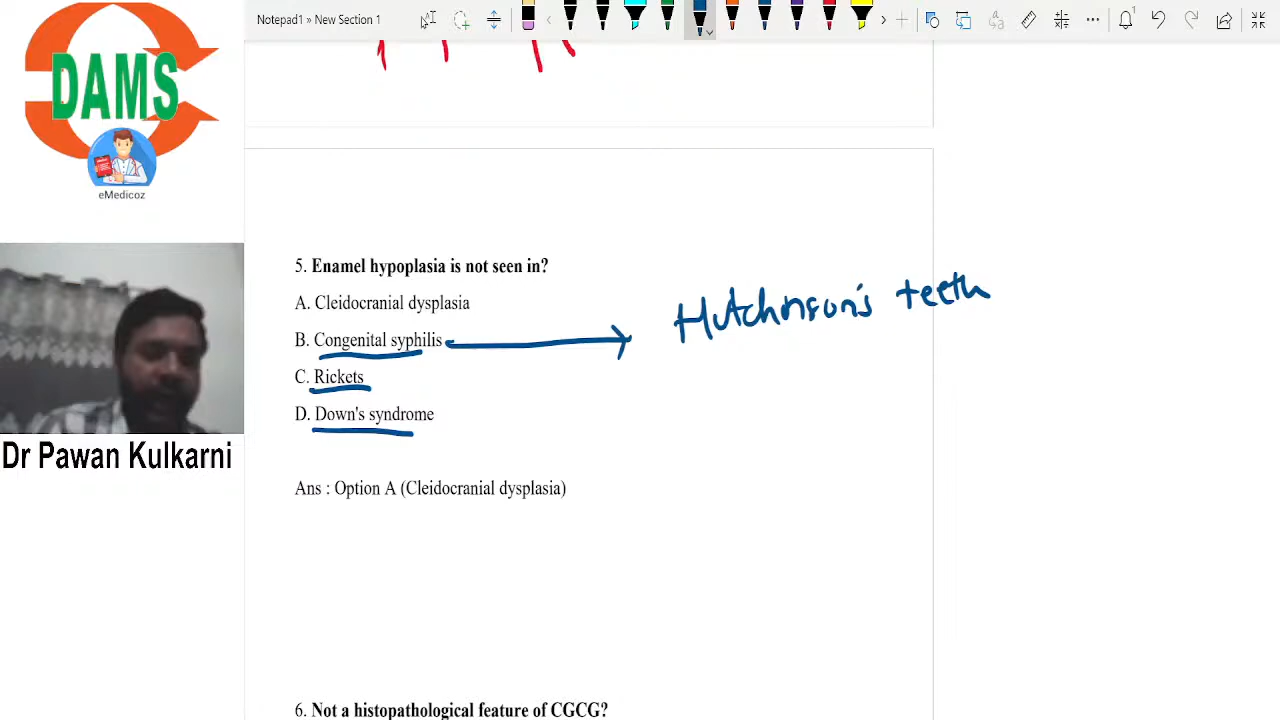 Notepad1 » New Section 1
DAMS
eMedicoz
5. Enamel hypoplasia is not seen in?
A. Cleidocranial dysplasia
Hutchinson's teeth
B. Congenital syphilis
C. Rickets
D. Down's syndrome
Dr Pawan Kulkarni
Ans : Option A (Cleidocranial dysplasia)
6. Not a histopathological feature of CGCG?